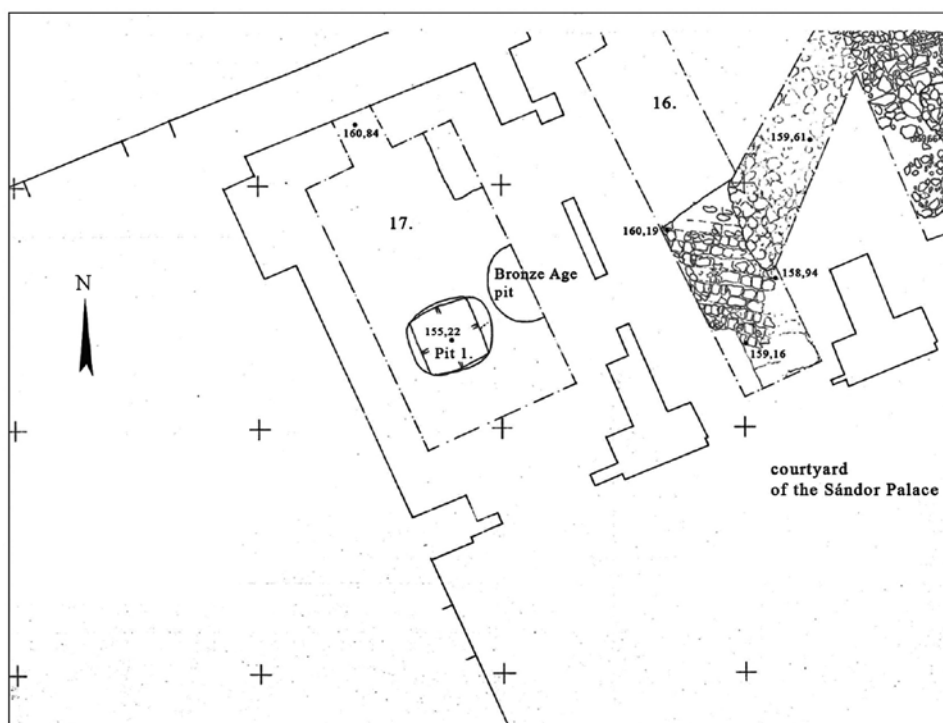 16.
160,84
159,61
17.
160,19
Bronze Age
pit
N
158,94
155,22
Pit 1.
159,16
courtyard
of the Sándor Palace